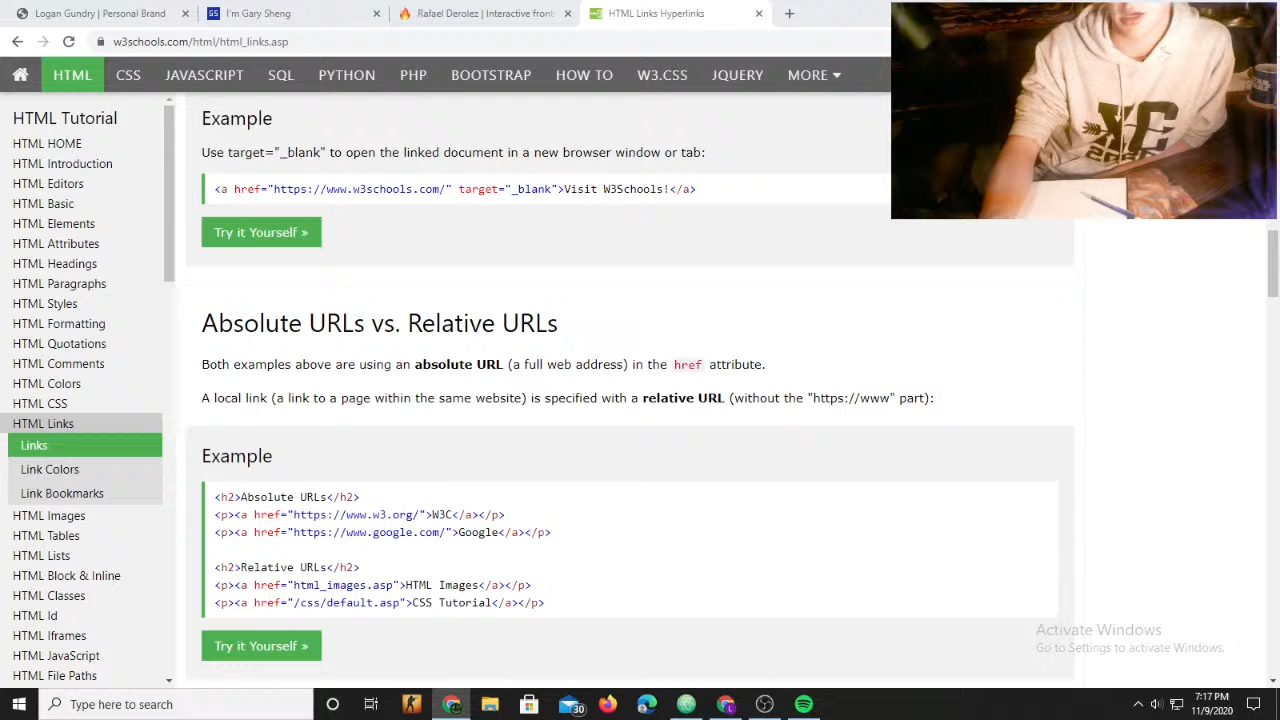 Logan Gundry | Personal Brand
I'm Gary Sheng
Rafael Derolez | Interactive front
HTML Links Hyperlinks
w3schools.com/html/html_links.asp
HTML
CSS
JAVASCRIPT
SQL
PYTHON
PHP
BOOTSTRAP
HOW TO
W3.CSS
JQUERY
MORE
HTML Tutorial
HTML HOME
HTML Introduction
HTML Editors
HTML Basic
HTML Elements
HTML Attributes
HTML Headings
HTML Paragraphs
HTML Styles
HTML Formatting
HTML Quotations
HTML Comments
HTML Colors
HTML CSS
HTML Links
Links
Link Colors
Link Bookmarks
HTML Images
HTML Tables
HTML Lists
HTML Block & Inline
HTML Classes
HTML Id
HTML Iframes
HTML JavaScript
HTML File Paths
Example
Use target="_blank" to open the linked document in a new browser window or tab:
<a href="https://www.w3schools.com/" target="_blank">Visit W3Schools!</a>
Try it Yourself »
Absolute URLs vs. Relative URLs
Both examples above are using an absolute URL (a full web address) in the href attribute.
A local link (a link to a page within the same website) is specified with a relative URL (without the "https://www" part):
Example
<h2>Absolute URLs</h2>
<p><a href="https://www.w3.org/">W3C</a></p>
<p><a href="https://www.google.com/">Google</a></p>
<h2>Relative URLs</h2>
<p><a href="html_images.asp">HTML Images</a></p>
<p><a href="/css/default.asp">CSS Tutorial</a></p>
Try it Yourself »
XC
Activate Windows
Go to Settings to activate Windows.
Type here to search
30
7:17 PM
11/9/2020